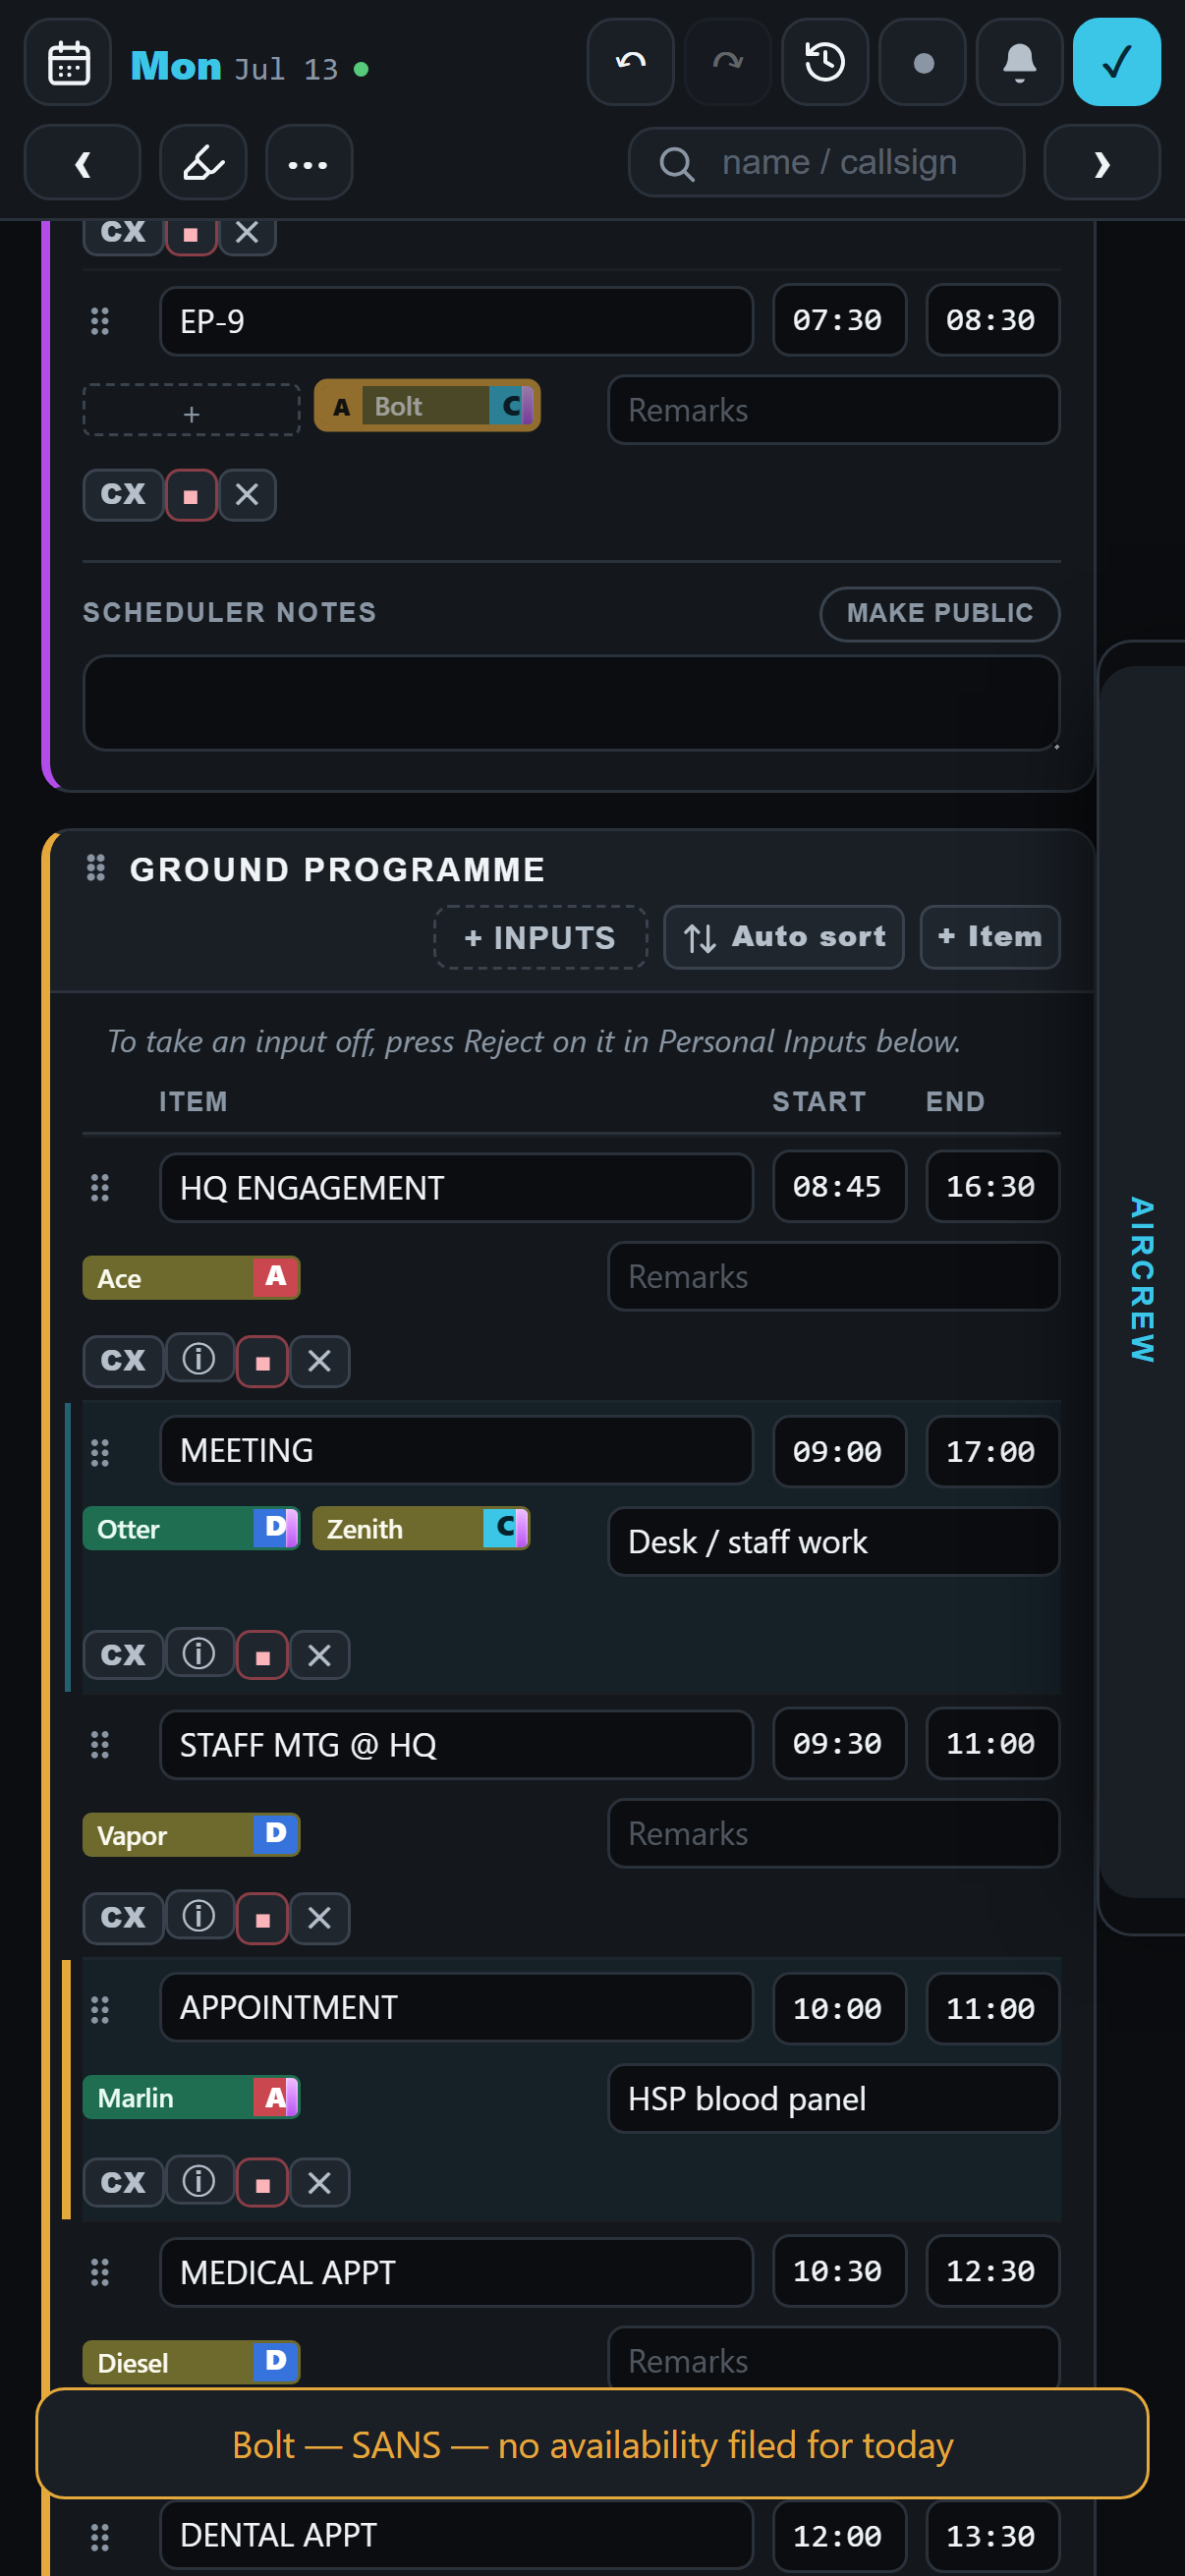 Mon Jul 13
name / callsign
CX
EP-9 07:30 08:30
+ A Bolt C Remarks
CX
SCHEDULER NOTES MAKE PUBLIC
GROUND PROGRAMME
+ INPUTS Auto sort + Item
To take an input off, press Reject on it in Personal Inputs below.
ITEM START END
HQ ENGAGEMENT 08:45 16:30
Ace A Remarks
CX
MEETING 09:00 17:00
Otter D Zenith C Desk / staff work
CX
STAFF MTG @ HQ 09:30 11:00
Vapor D Remarks
CX
APPOINTMENT 10:00 11:00
Marlin A HSP blood panel
CX
MEDICAL APPT 10:30 12:30
Diesel D Remarks
Bolt — SANS — no availability filed for today
DENTAL APPT 12:00 13:30
AIRCREW